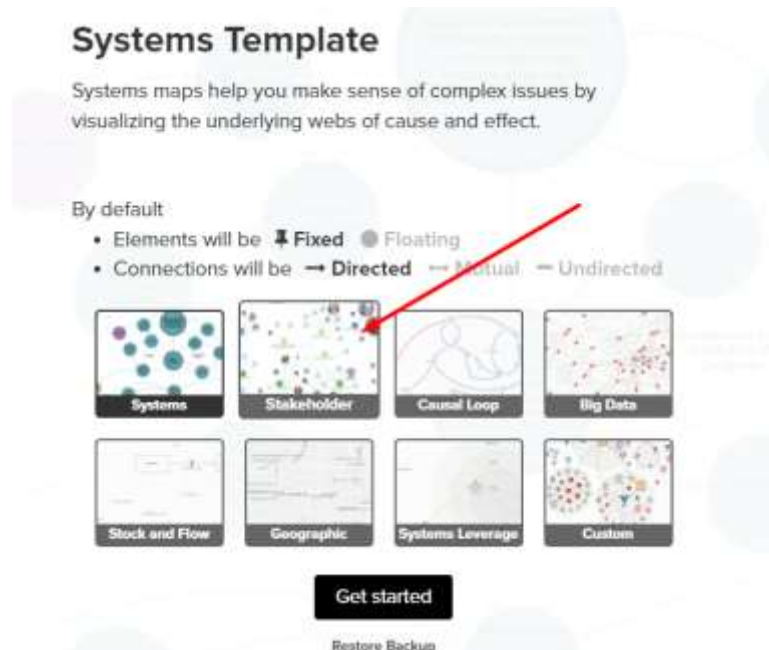 Systems Template
Systems maps help you make sense of complex issues by
visualizing the underlying webs of cause and effect.
By default
• Elements will be Fixed Floating
• Connections will be Directed Mutual Undirected
Systems Stakeholder Causal Loop Big Data
Stock and Flow Geographic Systems Leverage Custom
Get started
Restore Backup